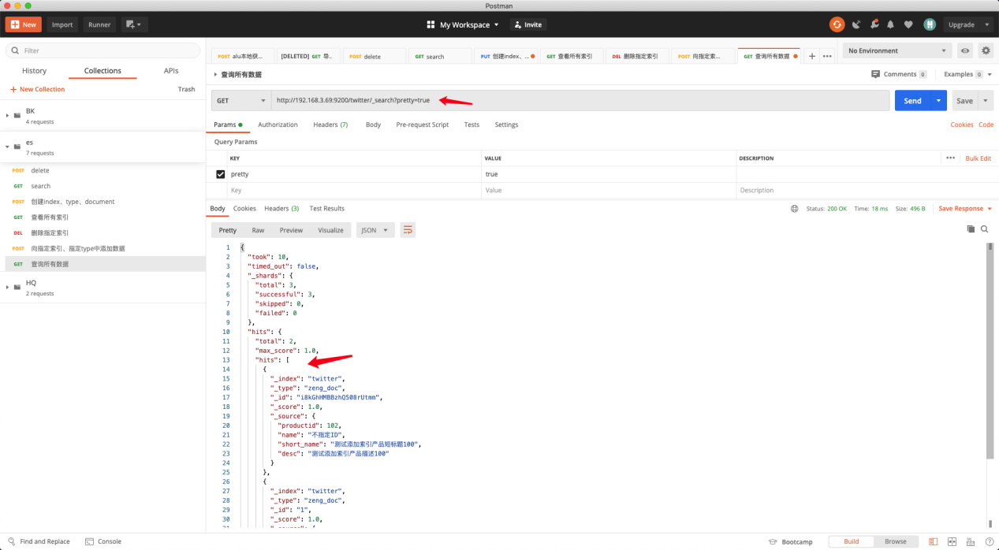 Postman
New
Import
Runner
My Workspace
Invite
Upgrade
Filter
History
Collections
APIs
New Collection
Trash
BK
4 requests
es
7 requests
POST delete
GET search
POST 创建index、type、document
GET 查看所有索引
DEL 删除指定索引
POST 向指定索引、指定type中添加数据
GET 查询所有数据
HQ
2 requests
POST alu本地获...
[DELETED] GET 导..
POST delete
GET search
PUT 创建index、...
GET 查看所有索引
DEL 删除指定索引
POST 向指定索...
GET 查询所有数据
No Environment
查询所有数据
Comments 0
Examples 0
GET
http://192.168.3.69:9200/twitter/_search?pretty=true
Send
Save
Params
Authorization
Headers (7)
Body
Pre-request Script
Tests
Settings
Cookies
Code
Query Params
KEY VALUE DESCRIPTION
Bulk Edit
pretty true
Key Value Description
Body
Cookies
Headers (3)
Test Results
Status: 200 OK
Time: 18 ms
Size: 496 B
Save Response
Pretty
Raw
Preview
Visualize
JSON
1 {
2 "took": 10,
3 "timed_out": false,
4 "_shards": {
5 "total": 3,
6 "successful": 3,
7 "skipped": 0,
8 "failed": 0
9 },
10 "hits": {
11 "total": 2,
12 "max_score": 1.0,
13 "hits": [
14 {
15 "_index": "twitter",
16 "_type": "zeng_doc",
17 "_id": "i8kGhHMBBzhQ508rUtmm",
18 "_score": 1.0,
19 "_source": {
20 "productid": 102,
21 "name": "不指定ID",
22 "short_name": "测试添加索引产品短标题100",
23 "desc": "测试添加索引产品描述100"
24 }
25 },
26 {
27 "_index": "twitter",
28 "_type": "zeng_doc",
29 "_id": "1",
30 "_score": 1.0,
Find and Replace
Console
Bootcamp
Build
Browse